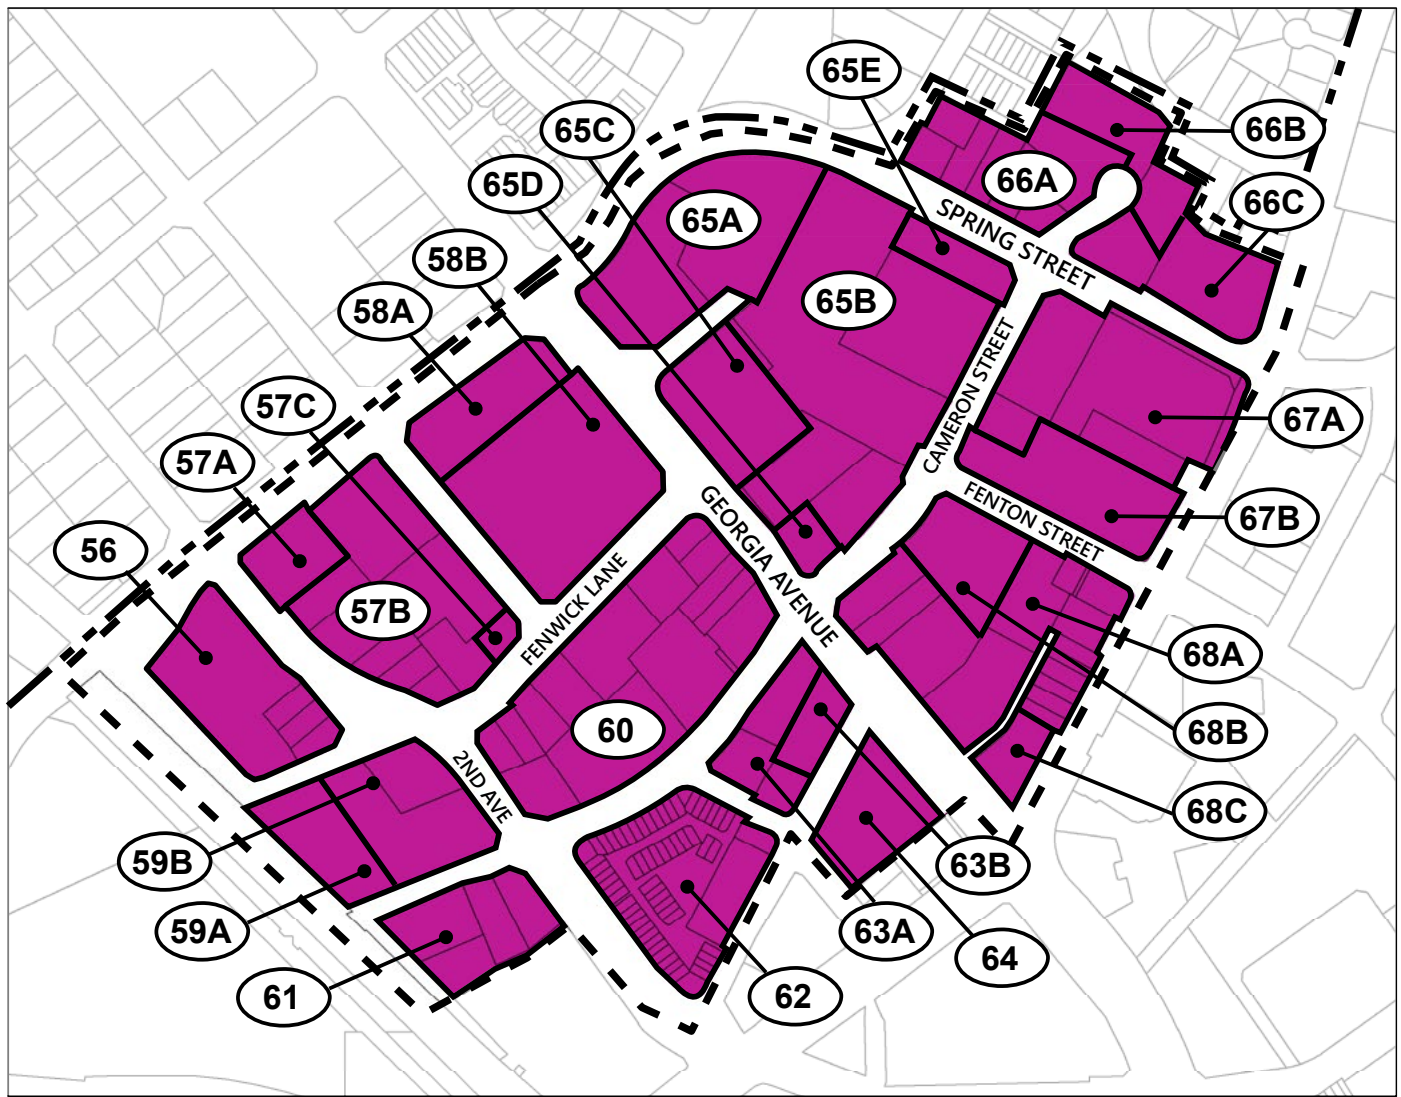 65E
65C
66B
65D
66A
66C
65A
SPRING STREET
58B
65B
58A
CAMERON STREET
57C
67A
57A
GEORGIA AVENUE
FENTON STREET
67B
56
57B
FENWICK LANE
68A
60
68B
2ND AVE
68C
59B
63B
59A
63A
64
61
62